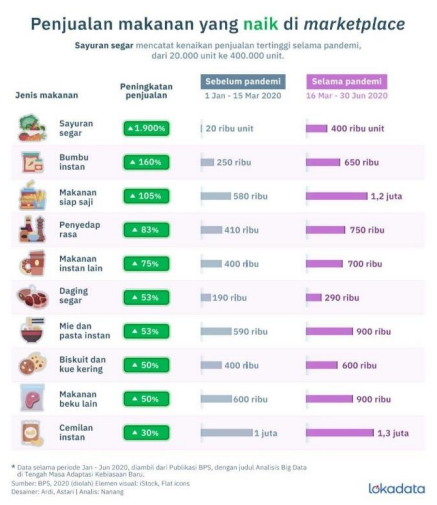 Penjualan makanan yang naik di marketplace
Sayuran segar mencatat kenaikan penjualan tertinggi selama pandemi,
dari 20.000 unit ke 400.000 unit.
Jenis makanan
Peningkatan
penjualan
Sebelum pandemi
1 Jan - 15 Mar 2020
Selama pandemi
16 Mar - 30 Jun 2020
Sayuran
segar
▲1.900%
20 ribu unit
400 ribu unit
Bumbu
instan
▲ 160%
250 ribu
650 ribu
Makanan
siap saji
▲ 105%
580 ribu
1,2 juta
Penyedap
rasa
▲ 83%
410 ribu
750 ribu
Makanan
instan lain
▲ 75%
400 ribu
700 ribu
Daging
segar
▲ 53%
190 ribu
290 ribu
Mie dan
pasta instan
▲ 53%
590 ribu
900 ribu
Biskuit dan
kue kering
▲ 50%
400 ribu
600 ribu
Makanan
beku lain
▲ 50%
600 ribu
900 ribu
Cemilan
instan
▲ 30%
1 juta
1,3 juta
* Data selama periode Jan - Jun 2020, diambil dari Publikasi BPS, dengan judul Analisis Big Data
di Tengah Masa Adaptasi Kebiasaan Baru.
Sumber: BPS, 2020 (diolah) Elemen visual: iStock, Flat icons
Desainer: Ardi, Astari | Analis: Nanang
lokadata